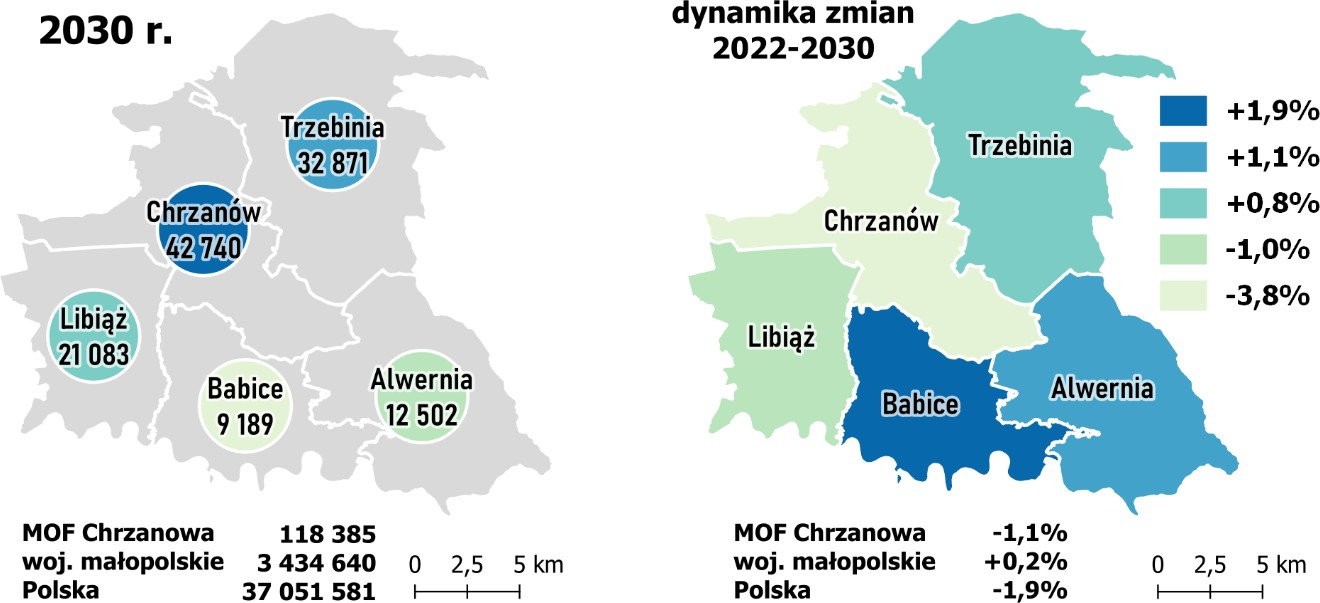 2030 r.
Trzebinia
32 871
Chrzanów
42 740
Libiąż
21 083
Babice
9 189
Alwernia
12 502
MOF Chrzanowa 118 385
woj. małopolskie 3 434 640
Polska 37 051 581
0 2,5 5 km
dynamika zmian
2022-2030
+1,9%
+1,1%
+0,8%
-1,0%
-3,8%
Trzebinia
Chrzanów
Libiąż
Babice
Alwernia
MOF Chrzanowa -1,1%
woj. małopolskie +0,2%
Polska -1,9%
0 2,5 5 km